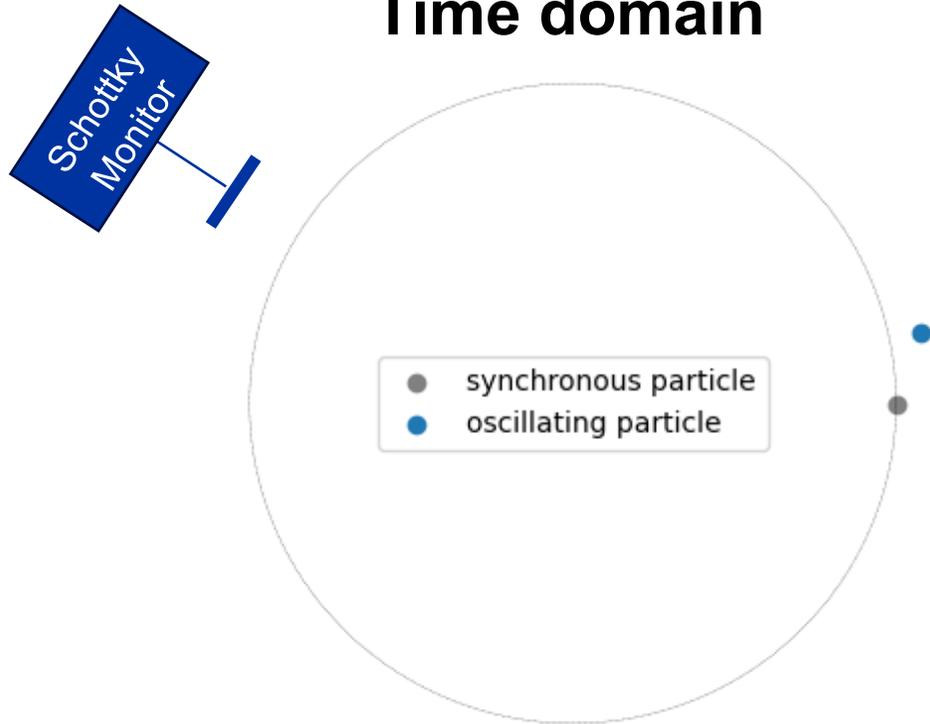 Time domain
Schottky
Monitor
synchronous particle
oscillating particle